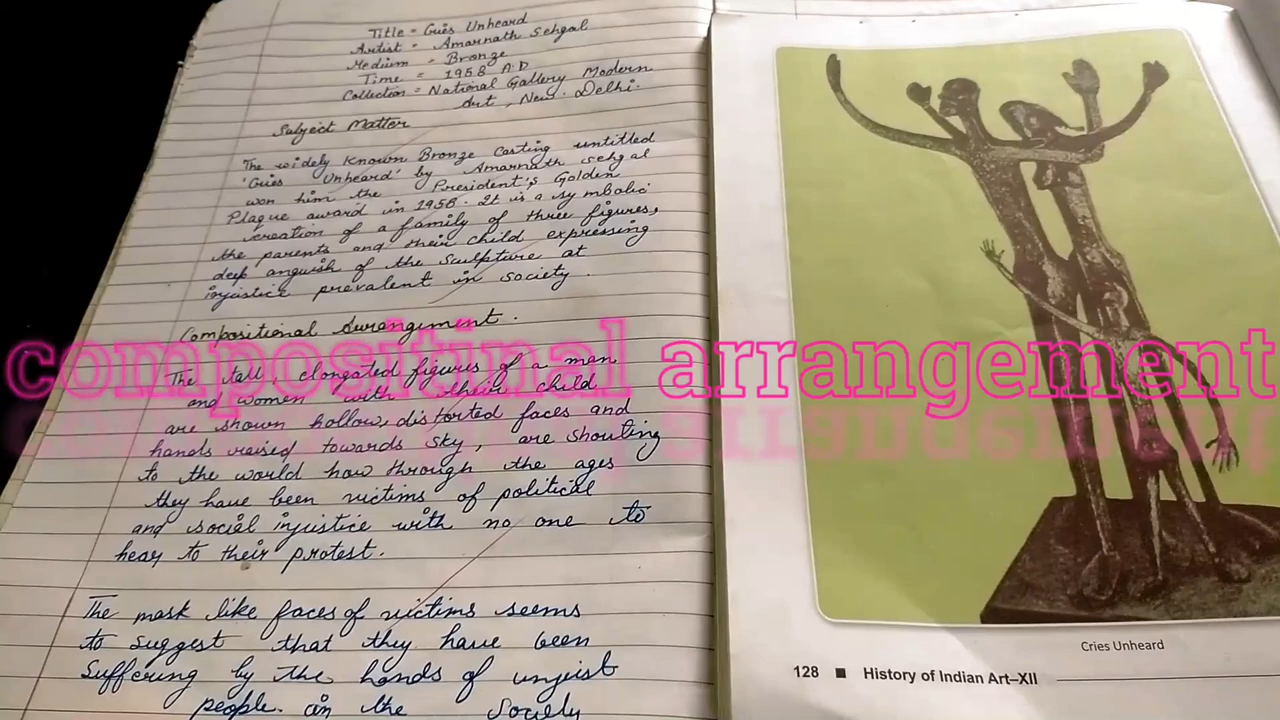 Title = Cries Unheard
Artist = Amarnath Sehgal
Medium = Bronze
Time = 1958 A.D
Collection = National Gallery Modern
Art, New Delhi.
Subject Matter
The widely known Bronze Casting untitled
'Cries Unheard' by Amarnath Sehgal
won him the President's Golden
Plaque award in 1958. It is a symbolic
creation of a family of three figures,
the parents and their child expressing
deep anguish of the sculpture at
injustice prevalent in society.
Compositional Arrangement.
compositinal arrangement
The tall, elongated figures of a man
and women with their child
are shown hollow, distorted faces and
hands raised towards sky, are shouting
to the world how through the ages
they have been victims of political
and social injustice with no one to
hear to their protest.
The mask like faces of victims seems
to suggest that they have been
suffering by the hands of unjust
people. in the society
Cries Unheard
128 ■ History of Indian Art–XII